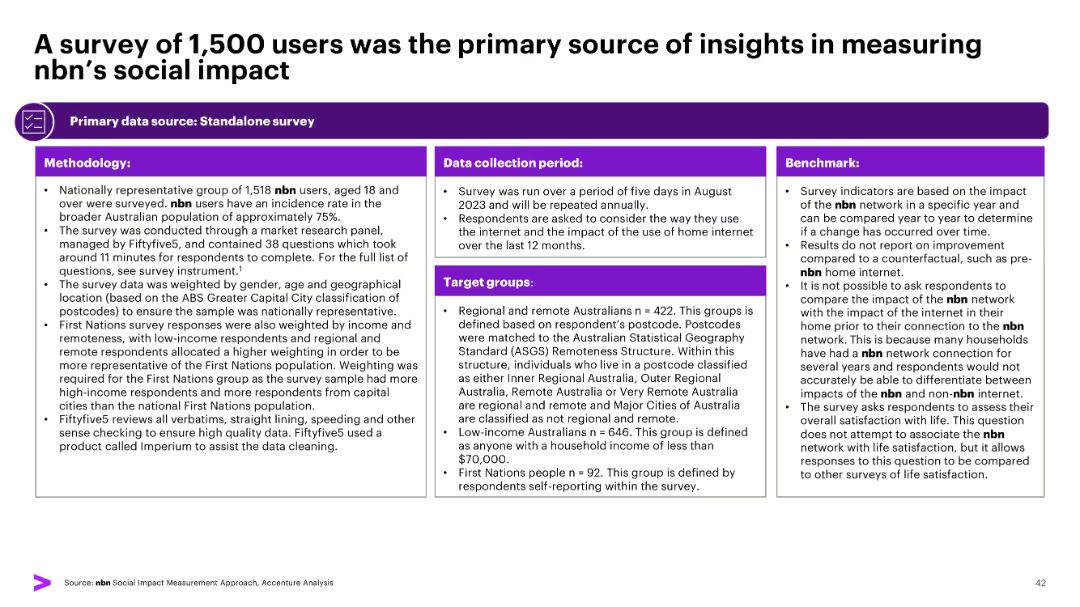 A survey of 1,500 users was the primary source of insights in measuring
nbn's social impact
Primary data source: Standalone survey
Methodology:
• Nationally representative group of 1,518 nbn users, aged 18 and
over were surveyed. nbn users have an incidence rate in the
broader Australian population of approximately 75%.
• The survey was conducted through a market research panel,
managed by Fiftyfive5, and contained 38 questions which took
around 11 minutes for respondents to complete. For the full list of
questions, see survey instrument.¹
• The survey data was weighted by gender, age and geographical
location (based on the ABS Greater Capital City classification of
postcodes) to ensure the sample was nationally representative.
• First Nations survey responses were also weighted by income and
remoteness, with low-income respondents and regional and
remote respondents allocated a higher weighting in order to be
more representative of the First Nations population. Weighting was
required for the First Nations group as the survey sample had more
high-income respondents and more respondents from capital
cities than the national First Nations population.
• Fiftyfive5 reviews all verbatims, straight lining, speeding and other
sense checking to ensure high quality data. Fiftyfive5 used a
product called Imperium to assist the data cleaning.
Data collection period:
• Survey was run over a period of five days in August
2023 and will be repeated annually.
• Respondents are asked to consider the way they use
the internet and the impact of the use of home internet
over the last 12 months.
Target groups:
• Regional and remote Australians n = 422. This groups is
defined based on respondent's postcode. Postcodes
were matched to the Australian Statistical Geography
Standard (ASGS) Remoteness Structure. Within this
structure, individuals who live in a postcode classified
as either Inner Regional Australia, Outer Regional
Australia, Remote Australia or Very Remote Australia
are regional and remote and Major Cities of Australia
are classified as not regional and remote.
• Low-income Australians n = 646. This group is defined
as anyone with a household income of less than
$70,000.
• First Nations people n = 92. This group is defined by
respondents self-reporting within the survey.
Benchmark:
• Survey indicators are based on the impact
of the nbn network in a specific year and
can be compared year to year to determine
if a change has occurred over time.
• Results do not report on improvement
compared to a counterfactual, such as pre-
nbn home internet.
• It is not possible to ask respondents to
compare the impact of the nbn network
with the impact of the internet in their
home prior to their connection to the nbn
network. This is because many households
have had a nbn network connection for
several years and respondents would not
accurately be able to differentiate between
impacts of the nbn and non-nbn internet.
• The survey asks respondents to assess their
overall satisfaction with life. This question
does not attempt to associate the nbn
network with life satisfaction, but it allows
responses to this question to be compared
to other surveys of life satisfaction.
Source: nbn Social Impact Measurement Approach, Accenture Analysis
42